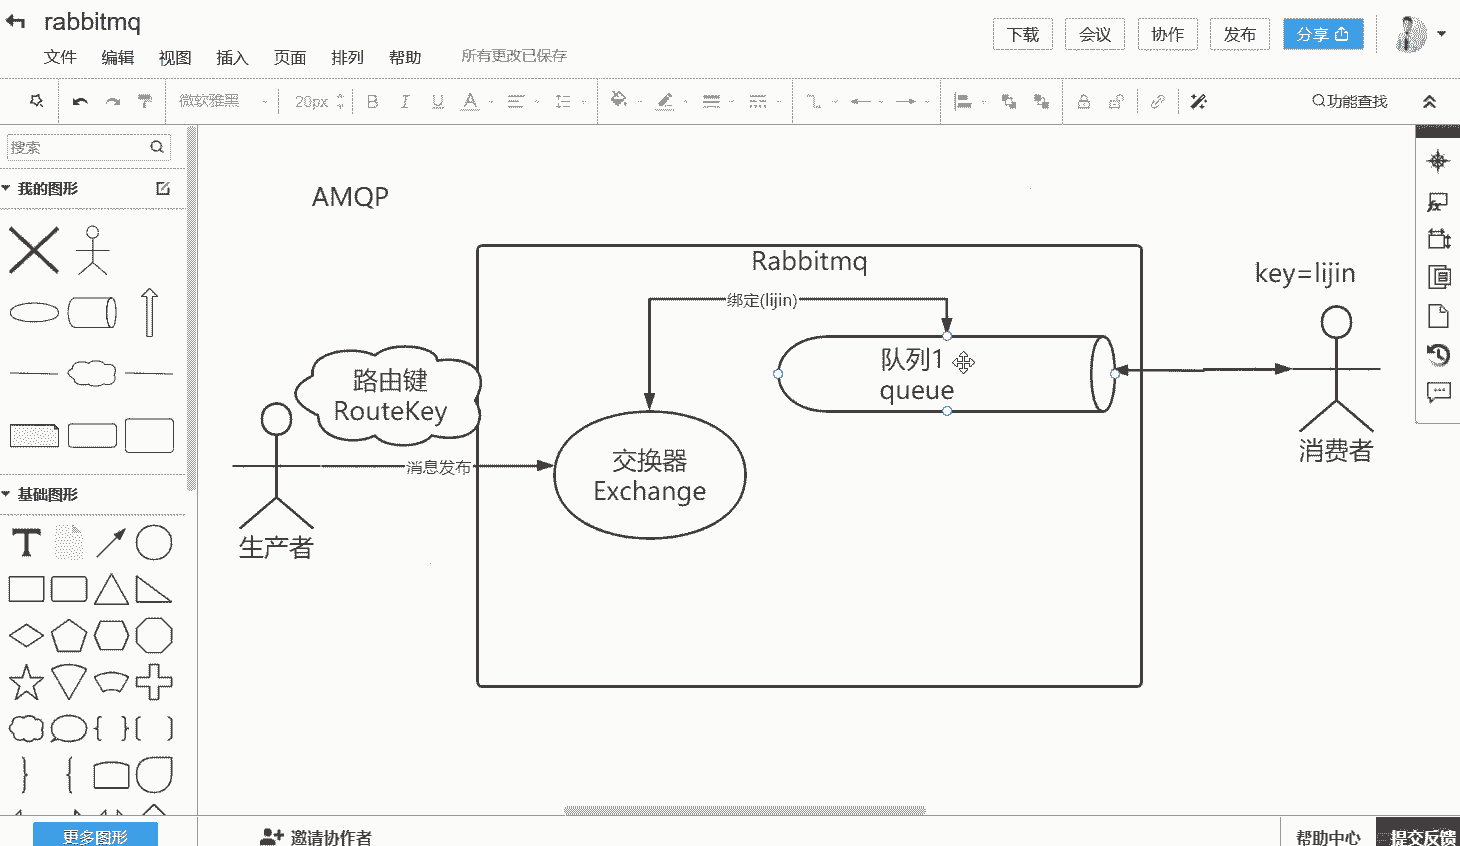 rabbitmq
文件 编辑 视图 插入 页面 排列 帮助 所有更改已保存
下载 会议 协作 发布 分享
微软雅黑 20px B I U A 功能查找
搜索
我的图形
基础图形
T
更多图形
AMQP
Rabbitmq
绑定(lijin)
key=lijin
路由键
RouteKey
队列1
queue
消息发布
交换器
Exchange
生产者
消费者
邀请协作者
帮助中心 提交反馈